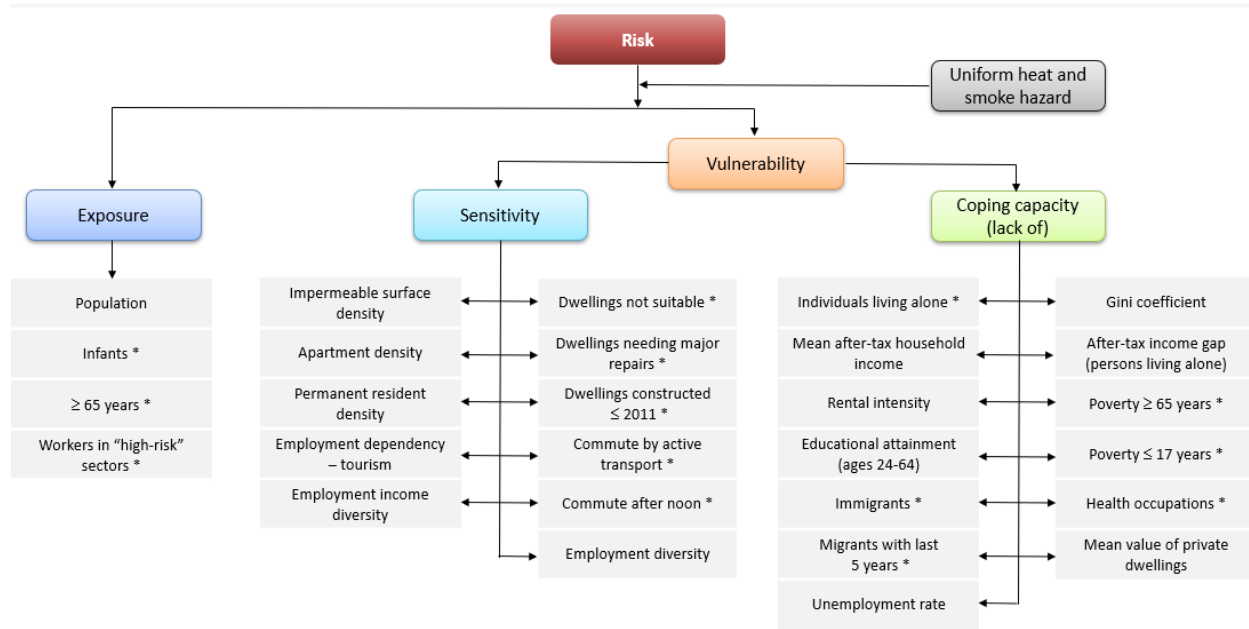 Risk
Uniform heat and
smoke hazard
Vulnerability
Exposure
Sensitivity
Coping capacity
(lack of)
Population
Infants *
≥ 65 years *
Workers in “high-risk”
sectors *
Impermeable surface
density
Apartment density
Permanent resident
density
Employment dependency
– tourism
Employment income
diversity
Dwellings not suitable *
Dwellings needing major
repairs *
Dwellings constructed
≤ 2011 *
Commute by active
transport *
Commute after noon *
Employment diversity
Individuals living alone *
Mean after-tax household
income
Rental intensity
Educational attainment
(ages 24-64)
Immigrants *
Migrants with last
5 years *
Unemployment rate
Gini coefficient
After-tax income gap
(persons living alone)
Poverty ≥ 65 years *
Poverty ≤ 17 years *
Health occupations *
Mean value of private
dwellings